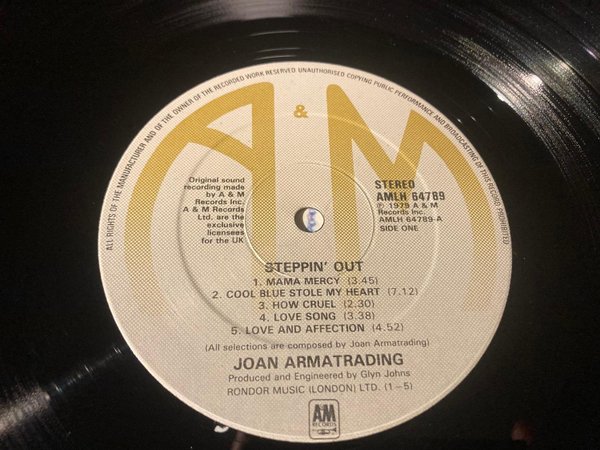 ALL RIGHTS OF THE MANUFACTURER AND OF THE OWNER OF THE RECORDED WORK RESERVED UNAUTHORISED COPYING PUBLIC PERFORMANCE AND BROADCASTING OF THIS RECORD PROHIBITED
A&M
Original sound
recording made
by A & M
Records Inc.
A & M Records
Ltd. are the
exclusive
licensees
for the UK
STEREO
AMLH 64789
℗ 1979 A & M
Records Inc.
AMLH 64789-A
SIDE ONE
STEPPIN' OUT
1. MAMA MERCY (3.45)
2. COOL BLUE STOLE MY HEART (7.12)
3. HOW CRUEL (2.30)
4. LOVE SONG (3.38)
5. LOVE AND AFFECTION (4.52)
(All selections are composed by Joan Armatrading)
JOAN ARMATRADING
Produced and Engineered by Glyn Johns
RONDOR MUSIC (LONDON) LTD. (1–5)
AM
RECORDS